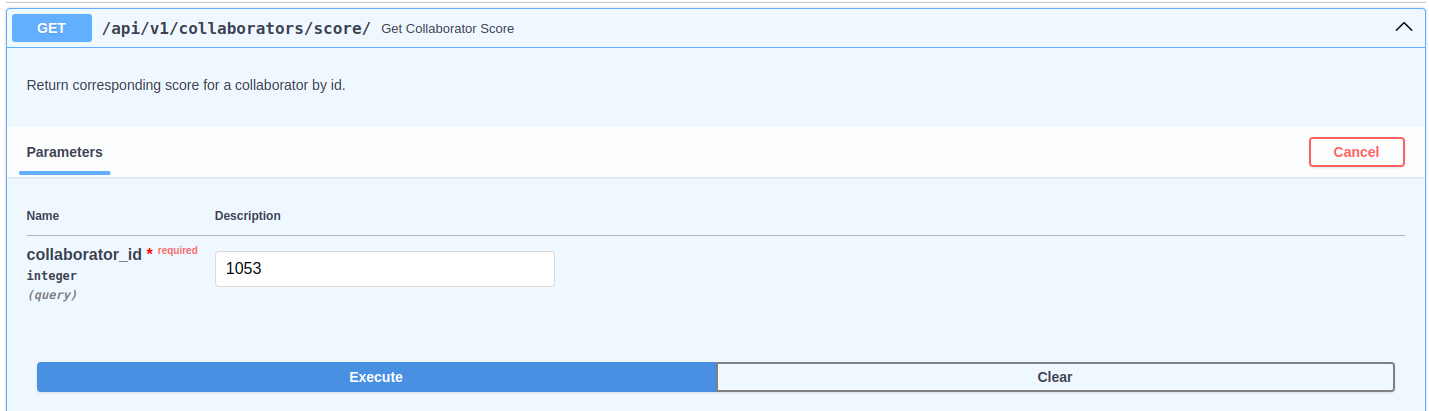 GET /api/v1/collaborators/score/ Get Collaborator Score
Return corresponding score for a collaborator by id.
Parameters Cancel
Name Description
collaborator_id * required 1053
integer
(query)
Execute Clear